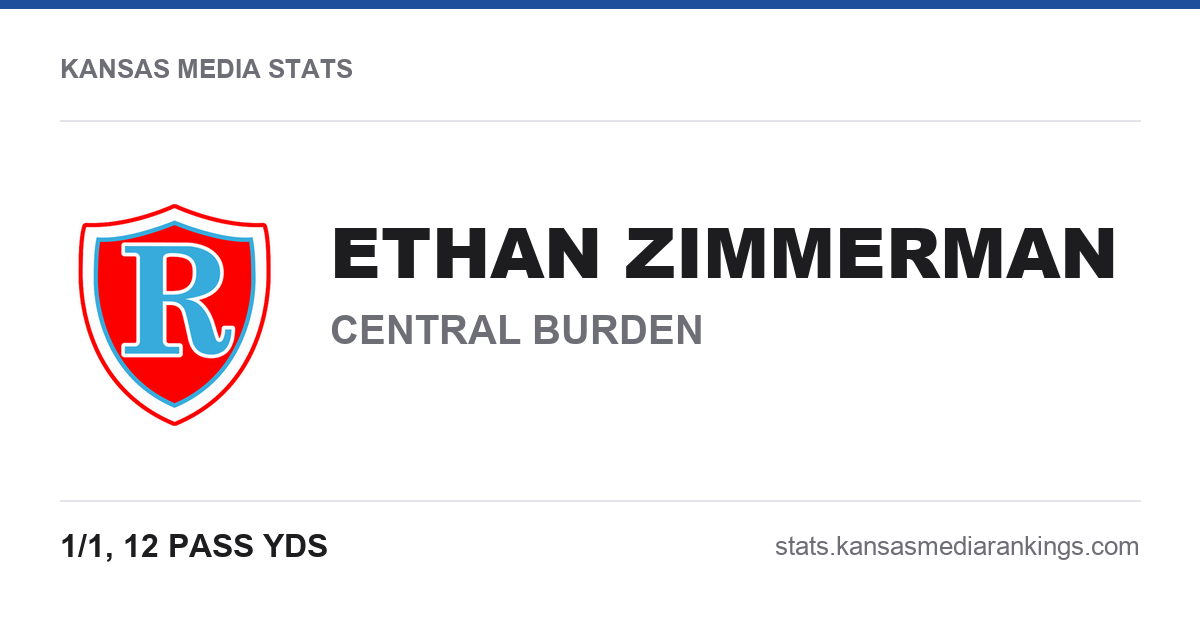 KANSAS MEDIA STATS
R
ETHAN ZIMMERMAN
CENTRAL BURDEN
1/1, 12 PASS YDS
stats.kansasmediarankings.com